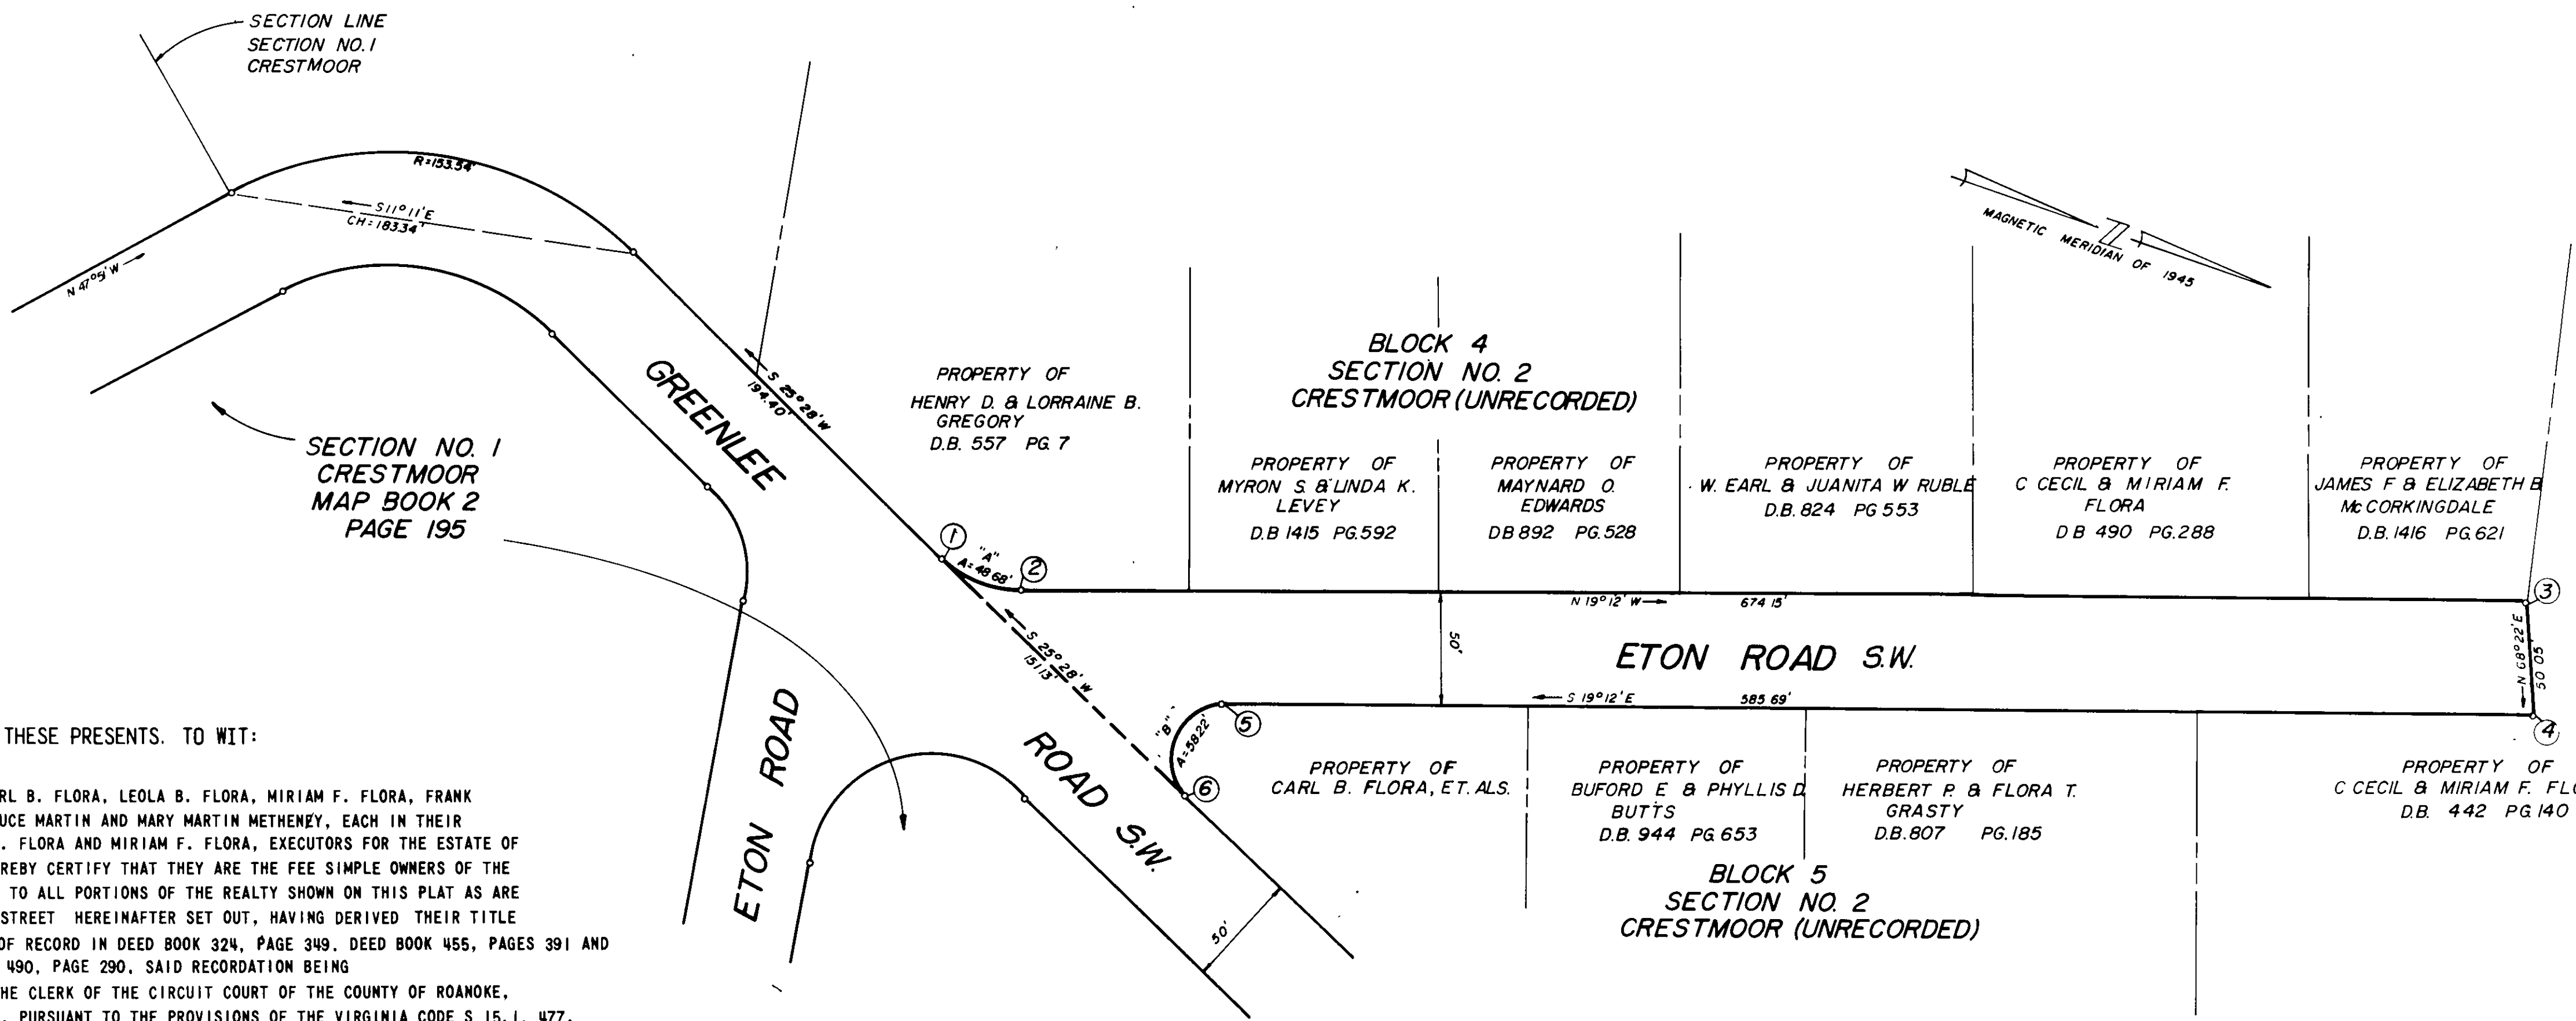 SECTION LINE
SECTION NO. 1
CRESTMOOR
R=153.54'
S 11° 11' E
CH = 183.34'
N 47° 51' W
MAGNETIC MERIDIAN OF 1945
GREENLEE
S 25° 28' W
194.40'
PROPERTY OF
HENRY D. & LORRAINE B.
GREGORY
D.B. 557 PG. 7
BLOCK 4
SECTION NO. 2
CRESTMOOR (UNRECORDED)
SECTION NO. 1
CRESTMOOR
MAP BOOK 2
PAGE 195
PROPERTY OF
MYRON S. & LINDA K.
LEVEY
D.B 1415 PG. 592
PROPERTY OF
MAYNARD O.
EDWARDS
DB 892 PG. 528
PROPERTY OF
W. EARL & JUANITA W RUBLE
D.B. 824 PG 553
PROPERTY OF
C CECIL & MIRIAM F.
FLORA
D B 490 PG. 288
PROPERTY OF
JAMES F & ELIZABETH B
McCORKINGDALE
D.B. 1416 PG. 621
1
"A"
A = 48 68'
2
N 19° 12' W
674 15'
3
S 25° 28' W
151 13'
50'
ETON ROAD S.W.
N 68° 22' E
50 05'
S 19° 12' E
585 69'
4
"B"
A = 58 22'
5
6
ETON ROAD
ROAD S.W.
50'
PROPERTY OF
CARL B. FLORA, ET. ALS.
PROPERTY OF
BUFORD E & PHYLLIS D
BUTTS
D.B. 944 PG 653
PROPERTY OF
HERBERT P. & FLORA T.
GRASTY
D.B. 807 PG. 185
PROPERTY OF
C CECIL & MIRIAM F. FLO
D.B. 442 PG 140
BLOCK 5
SECTION NO. 2
CRESTMOOR (UNRECORDED)
THESE PRESENTS. TO WIT:
RL B. FLORA, LEOLA B. FLORA, MIRIAM F. FLORA, FRANK
UCE MARTIN AND MARY MARTIN METHENEY, EACH IN THEIR
. FLORA AND MIRIAM F. FLORA, EXECUTORS FOR THE ESTATE OF
REBY CERTIFY THAT THEY ARE THE FEE SIMPLE OWNERS OF THE
TO ALL PORTIONS OF THE REALTY SHOWN ON THIS PLAT AS ARE
STREET HEREINAFTER SET OUT, HAVING DERIVED THEIR TITLE
OF RECORD IN DEED BOOK 324, PAGE 349. DEED BOOK 455, PAGES 391 AND
490, PAGE 290, SAID RECORDATION BEING
HE CLERK OF THE CIRCUIT COURT OF THE COUNTY OF ROANOKE,
. PURSUANT TO THE PROVISIONS OF THE VIRGINIA CODE S 15.1. 477.